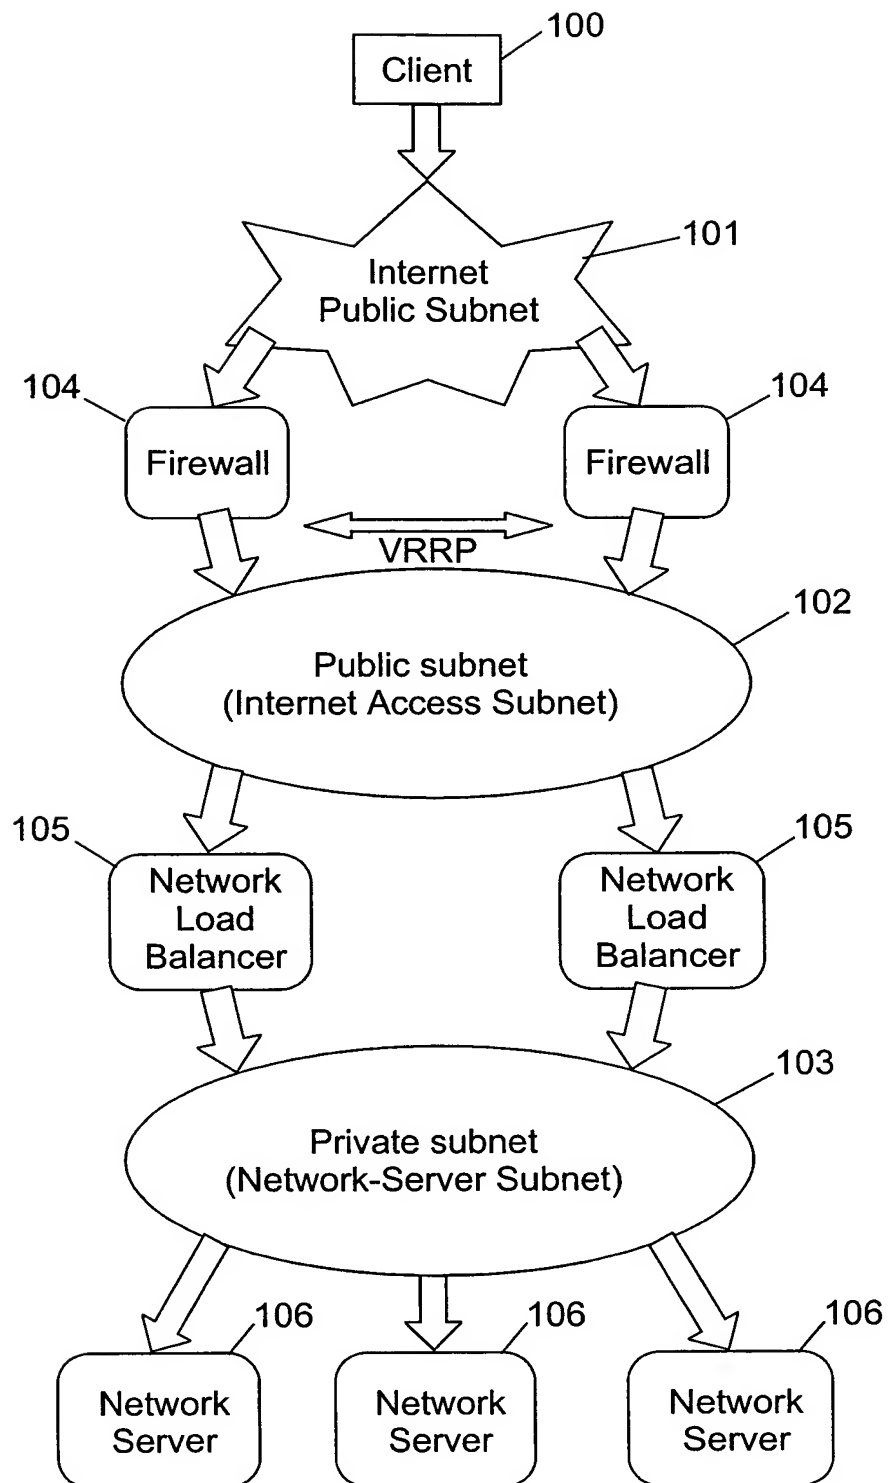 100
Client
101
Internet
Public Subnet
104
104
Firewall
Firewall
VRRP
102
Public subnet
(Internet Access Subnet)
105
105
Network
Load
Balancer
Network
Load
Balancer
103
Private subnet
(Network-Server Subnet)
106
106
106
Network
Server
Network
Server
Network
Server